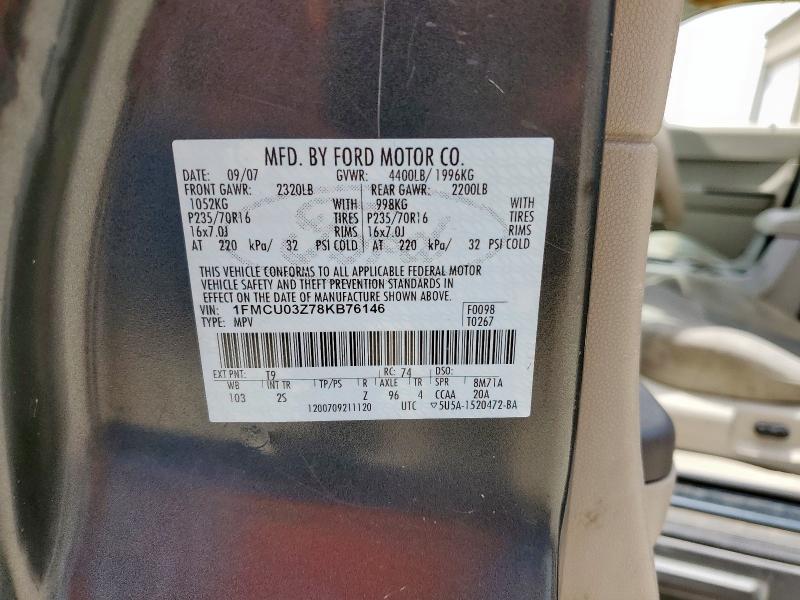 MFD. BY FORD MOTOR CO.
DATE: 09/07 GVWR: 4400LB/ 1996KG
FRONT GAWR: 2320LB REAR GAWR: 2200LB
1052KG WITH 998KG WITH
P235/70R16 TIRES P235/70R16 TIRES
16x7.0J RIMS 16x7.0J RIMS
AT 220 kPa/ 32 PSI COLD AT 220 kPa/ 32 PSI COLD
Ford
THIS VEHICLE CONFORMS TO ALL APPLICABLE FEDERAL MOTOR
VEHICLE SAFETY AND THEFT PREVENTION STANDARDS IN
EFFECT ON THE DATE OF MANUFACTURE SHOWN ABOVE.
VIN: 1FMCU03Z78KB76146 F0098
TYPE: MPV T0267
EXT PNT: T9 RC: 74 DSO:
WB INT TR TP/PS R AXLE TR SPR 8M71A
103 2S Z 96 4 CCAA 20A
1200709211120 UTC ▽5U5A-1520472-BA